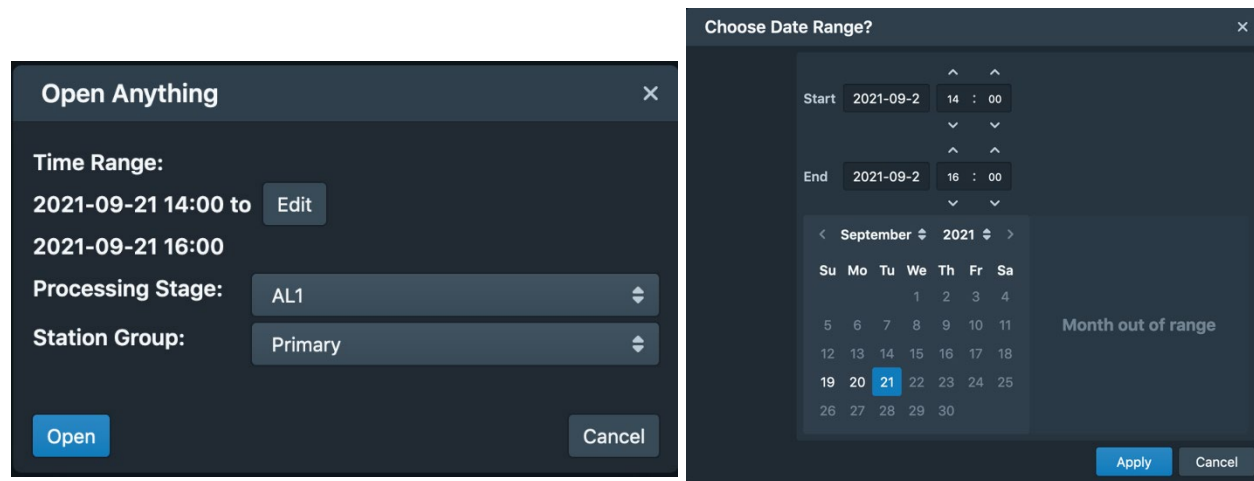 Open Anything
Time Range:
2021-09-21 14:00 to Edit
2021-09-21 16:00
Processing Stage: AL1
Station Group: Primary
Open Cancel
Choose Date Range?
Start 2021-09-2 14 : 00
End 2021-09-2 16 : 00
September 2021
Su Mo Tu We Th Fr Sa
1 2 3 4
5 6 7 8 9 10 11
Month out of range
12 13 14 15 16 17 18
19 20 21 22 23 24 25
26 27 28 29 30
Apply Cancel